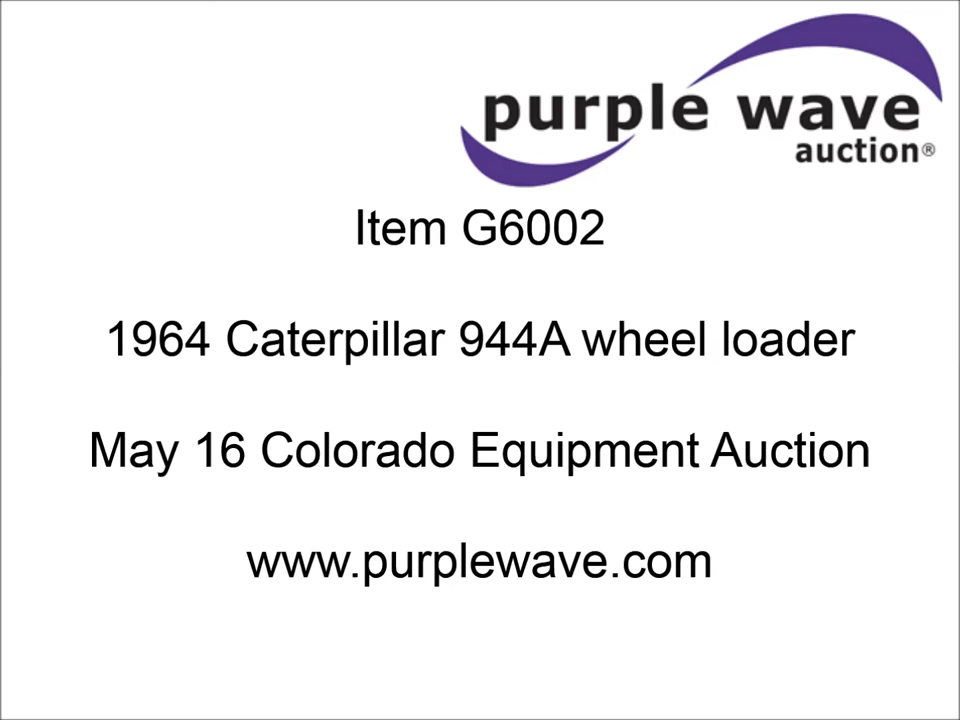 purple wave
auction®
Item G6002
1964 Caterpillar 944A wheel loader
May 16 Colorado Equipment Auction
www.purplewave.com